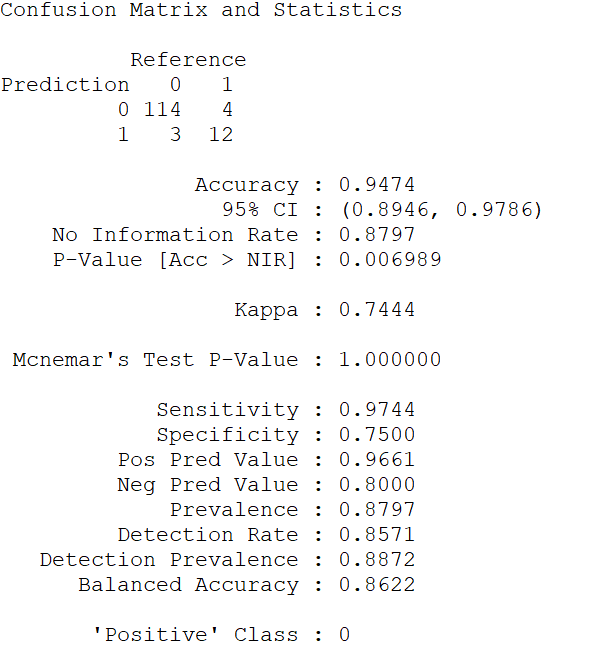 Confusion Matrix and Statistics
Reference
Prediction 0 1
0 114 4
1 3 12
Accuracy : 0.9474
95% CI : (0.8946, 0.9786)
No Information Rate : 0.8797
P-Value [Acc > NIR] : 0.006989
Kappa : 0.7444
Mcnemar's Test P-Value : 1.000000
Sensitivity : 0.9744
Specificity : 0.7500
Pos Pred Value : 0.9661
Neg Pred Value : 0.8000
Prevalence : 0.8797
Detection Rate : 0.8571
Detection Prevalence : 0.8872
Balanced Accuracy : 0.8622
'Positive' Class : 0